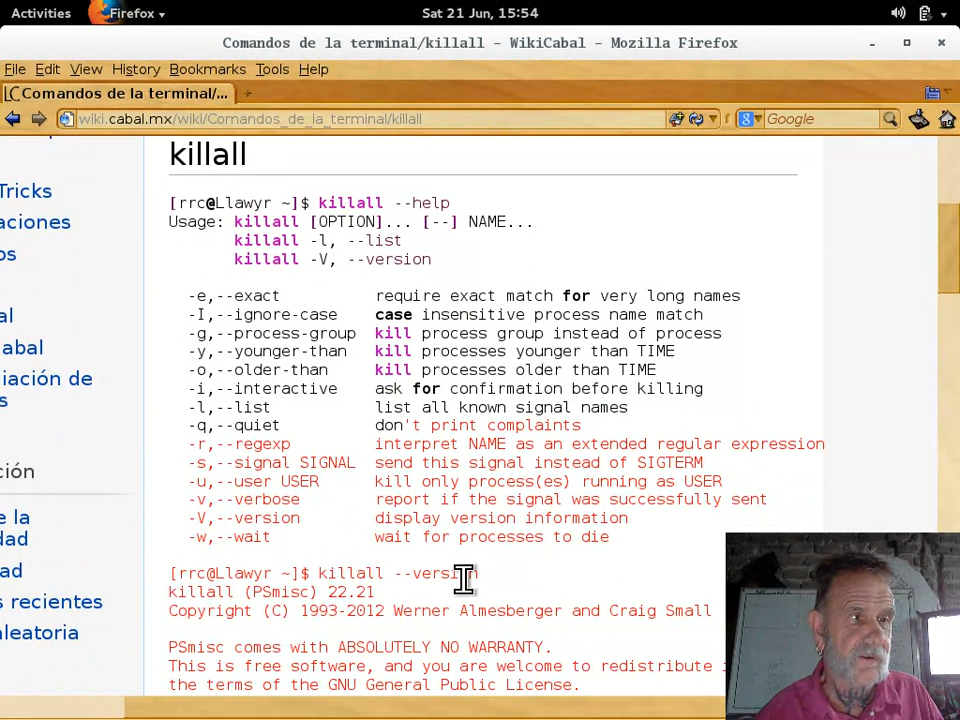 Activities Firefox Sat 21 Jun, 15:54
Comandos de la terminal/killall - WikiCabal - Mozilla Firefox
File Edit View History Bookmarks Tools Help
Comandos de la terminal/...
wiki.cabal.mx/wiki/Comandos_de_la_terminal/killall Google
killall
Tricks
aciones
os
al
abal
iación de
s
ción
e la
dad
ad
s recientes
aleatoria
[rrc@Llawyr ~]$ killall --help
Usage: killall [OPTION]... [--] NAME...
killall -l, --list
killall -V, --version
-e,--exact require exact match for very long names
-I,--ignore-case case insensitive process name match
-g,--process-group kill process group instead of process
-y,--younger-than kill processes younger than TIME
-o,--older-than kill processes older than TIME
-i,--interactive ask for confirmation before killing
-l,--list list all known signal names
-q,--quiet don't print complaints
-r,--regexp interpret NAME as an extended regular expression
-s,--signal SIGNAL send this signal instead of SIGTERM
-u,--user USER kill only process(es) running as USER
-v,--verbose report if the signal was successfully sent
-V,--version display version information
-w,--wait wait for processes to die
[rrc@Llawyr ~]$ killall --version
killall (PSmisc) 22.21
Copyright (C) 1993-2012 Werner Almesberger and Craig Small
PSmisc comes with ABSOLUTELY NO WARRANTY.
This is free software, and you are welcome to redistribute
the terms of the GNU General Public License.